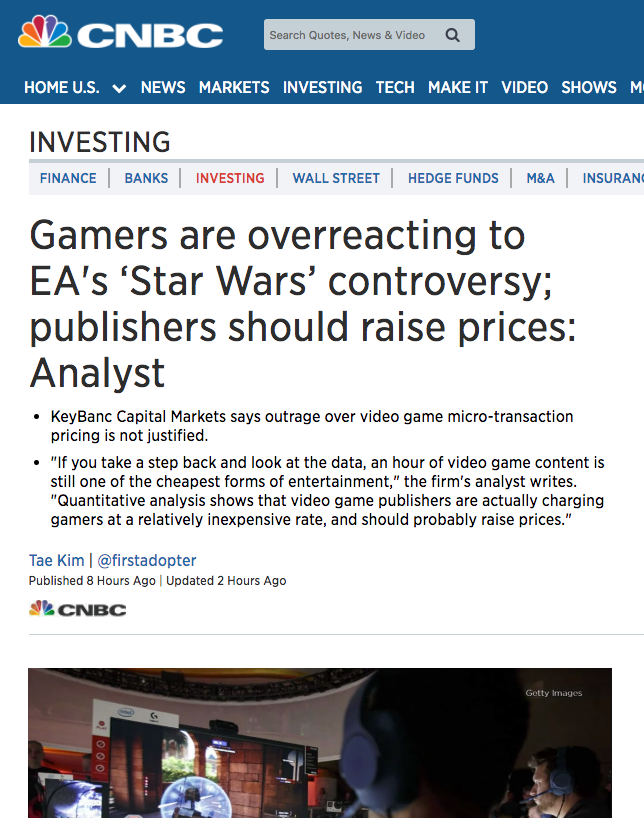 CNBC
Search Quotes, News & Video
HOME U.S. NEWS MARKETS INVESTING TECH MAKE IT VIDEO SHOWS
INVESTING
FINANCE | BANKS | INVESTING | WALL STREET | HEDGE FUNDS | M&A | INSURANC
Gamers are overreacting to
EA's ‘Star Wars’ controversy;
publishers should raise prices:
Analyst
• KeyBanc Capital Markets says outrage over video game micro-transaction
pricing is not justified.
• "If you take a step back and look at the data, an hour of video game content is
still one of the cheapest forms of entertainment," the firm's analyst writes.
"Quantitative analysis shows that video game publishers are actually charging
gamers at a relatively inexpensive rate, and should probably raise prices."
Tae Kim | @firstadopter
Published 8 Hours Ago | Updated 2 Hours Ago
CNBC
Getty Images
intel